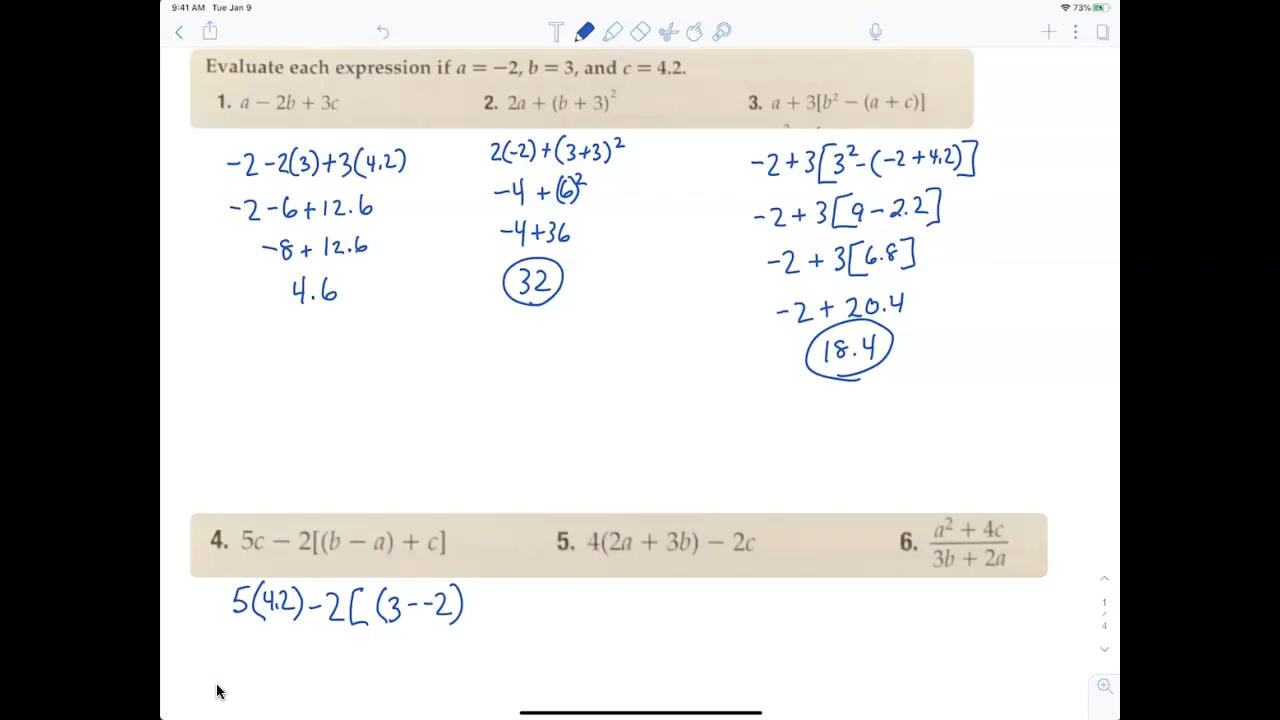 9:41 AM Tue Jan 9
73%
Evaluate each expression if a = −2, b = 3, and c = 4.2.
1. a − 2b + 3c
2. 2a + (b + 3)²
3. a + 3[b² − (a + c)]
-2 -2(3)+3(4.2)
-2 -6+12.6
-8+ 12.6
4.6
2(-2)+(3+3)²
-4 +(6)²
-4+36
32
-2+3[3²-(-2+4.2)]
-2+3[9-2.2]
-2 + 3[6.8]
-2+ 20.4
18.4
4. 5c − 2[(b − a) + c]
5. 4(2a + 3b) − 2c
6. a² + 4c
3b + 2a
5(4.2)-2[ (3--2)
1
/
4